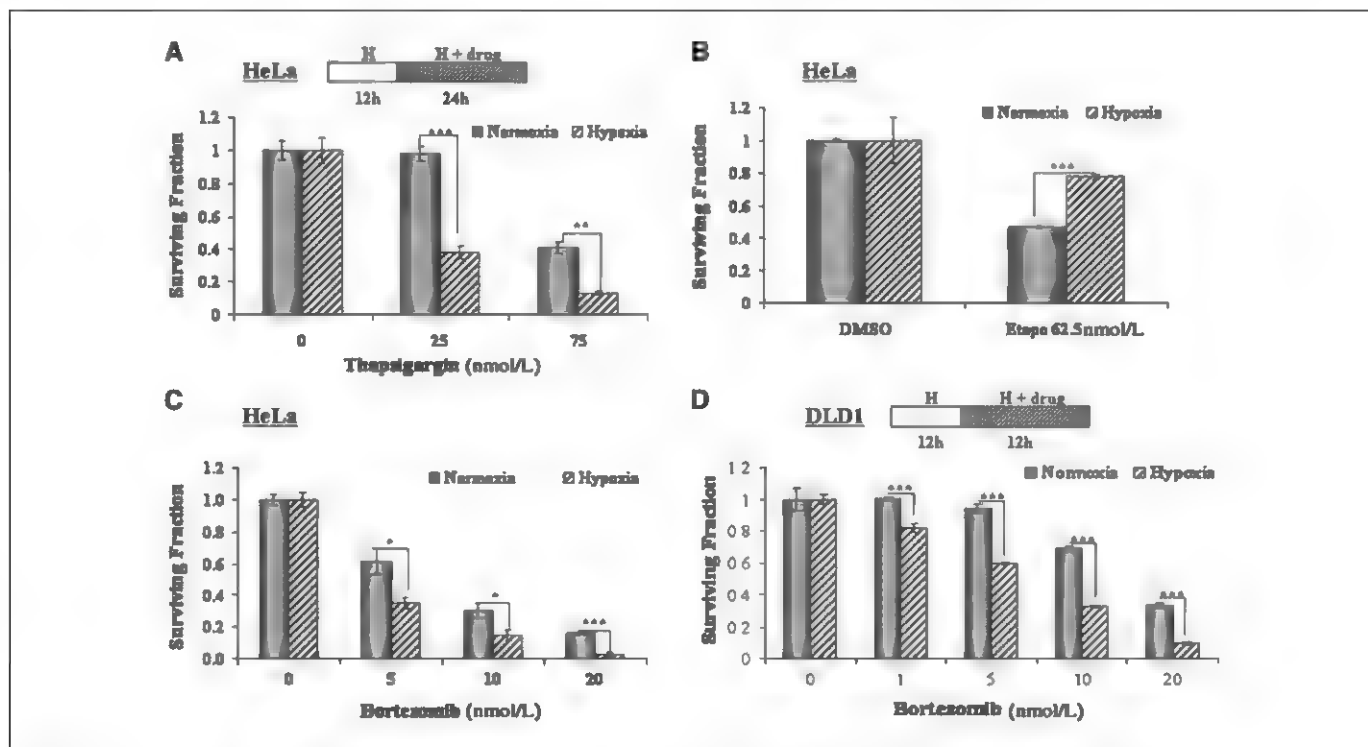 A
H H + drug
HeLa
12h 24h
1.2
1
0.8
0.6
0.4
0.2
0
Surviving Fraction
Normoxia Hypoxia
***
**
0 25 75
Thapsigargin (nmol/L)
B
HeLa
1.2
1
0.8
0.6
0.4
0.2
0
Surviving Fraction
Normoxia Hypoxia
***
DMSO Etopo 62.5nmol/L
C
HeLa
1.2
1.0
0.8
0.6
0.4
0.2
0.0
Surviving Fraction
Normoxia Hypoxia
*
*
***
0 5 10 20
Bortezomib (nmol/L)
D
H H + drug
DLD1
12h 12h
1 2
1
0 8
0 6
0 4
0 2
0
Surviving Fraction
Normoxia Hypoxia
***
***
***
***
0 1 5 10 20
Bortezomib (nmol/L)